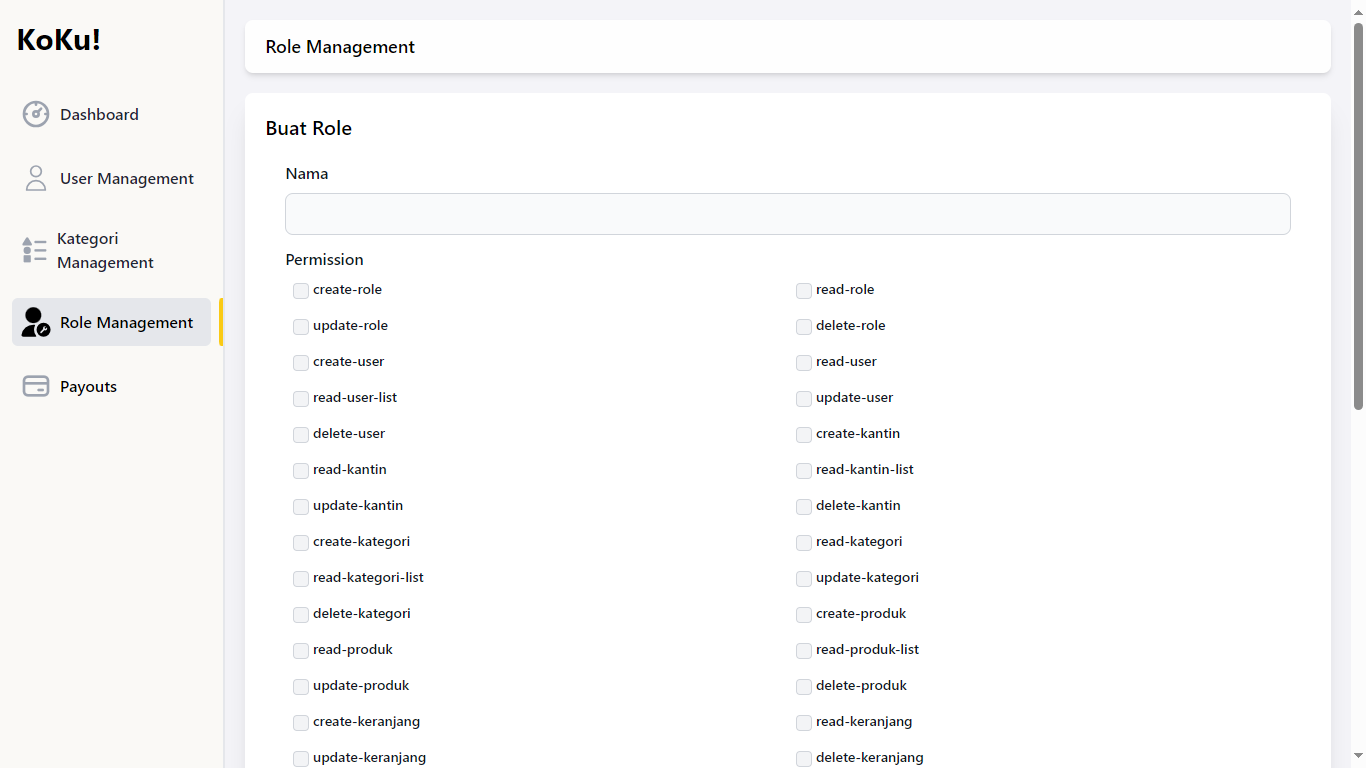 KoKu!
Dashboard
User Management
Kategori
Management
Role Management
Payouts
Role Management
Buat Role
Nama
Permission
create-role
read-role
update-role
delete-role
create-user
read-user
read-user-list
update-user
delete-user
create-kantin
read-kantin
read-kantin-list
update-kantin
delete-kantin
create-kategori
read-kategori
read-kategori-list
update-kategori
delete-kategori
create-produk
read-produk
read-produk-list
update-produk
delete-produk
create-keranjang
read-keranjang
update-keranjang
delete-keranjang